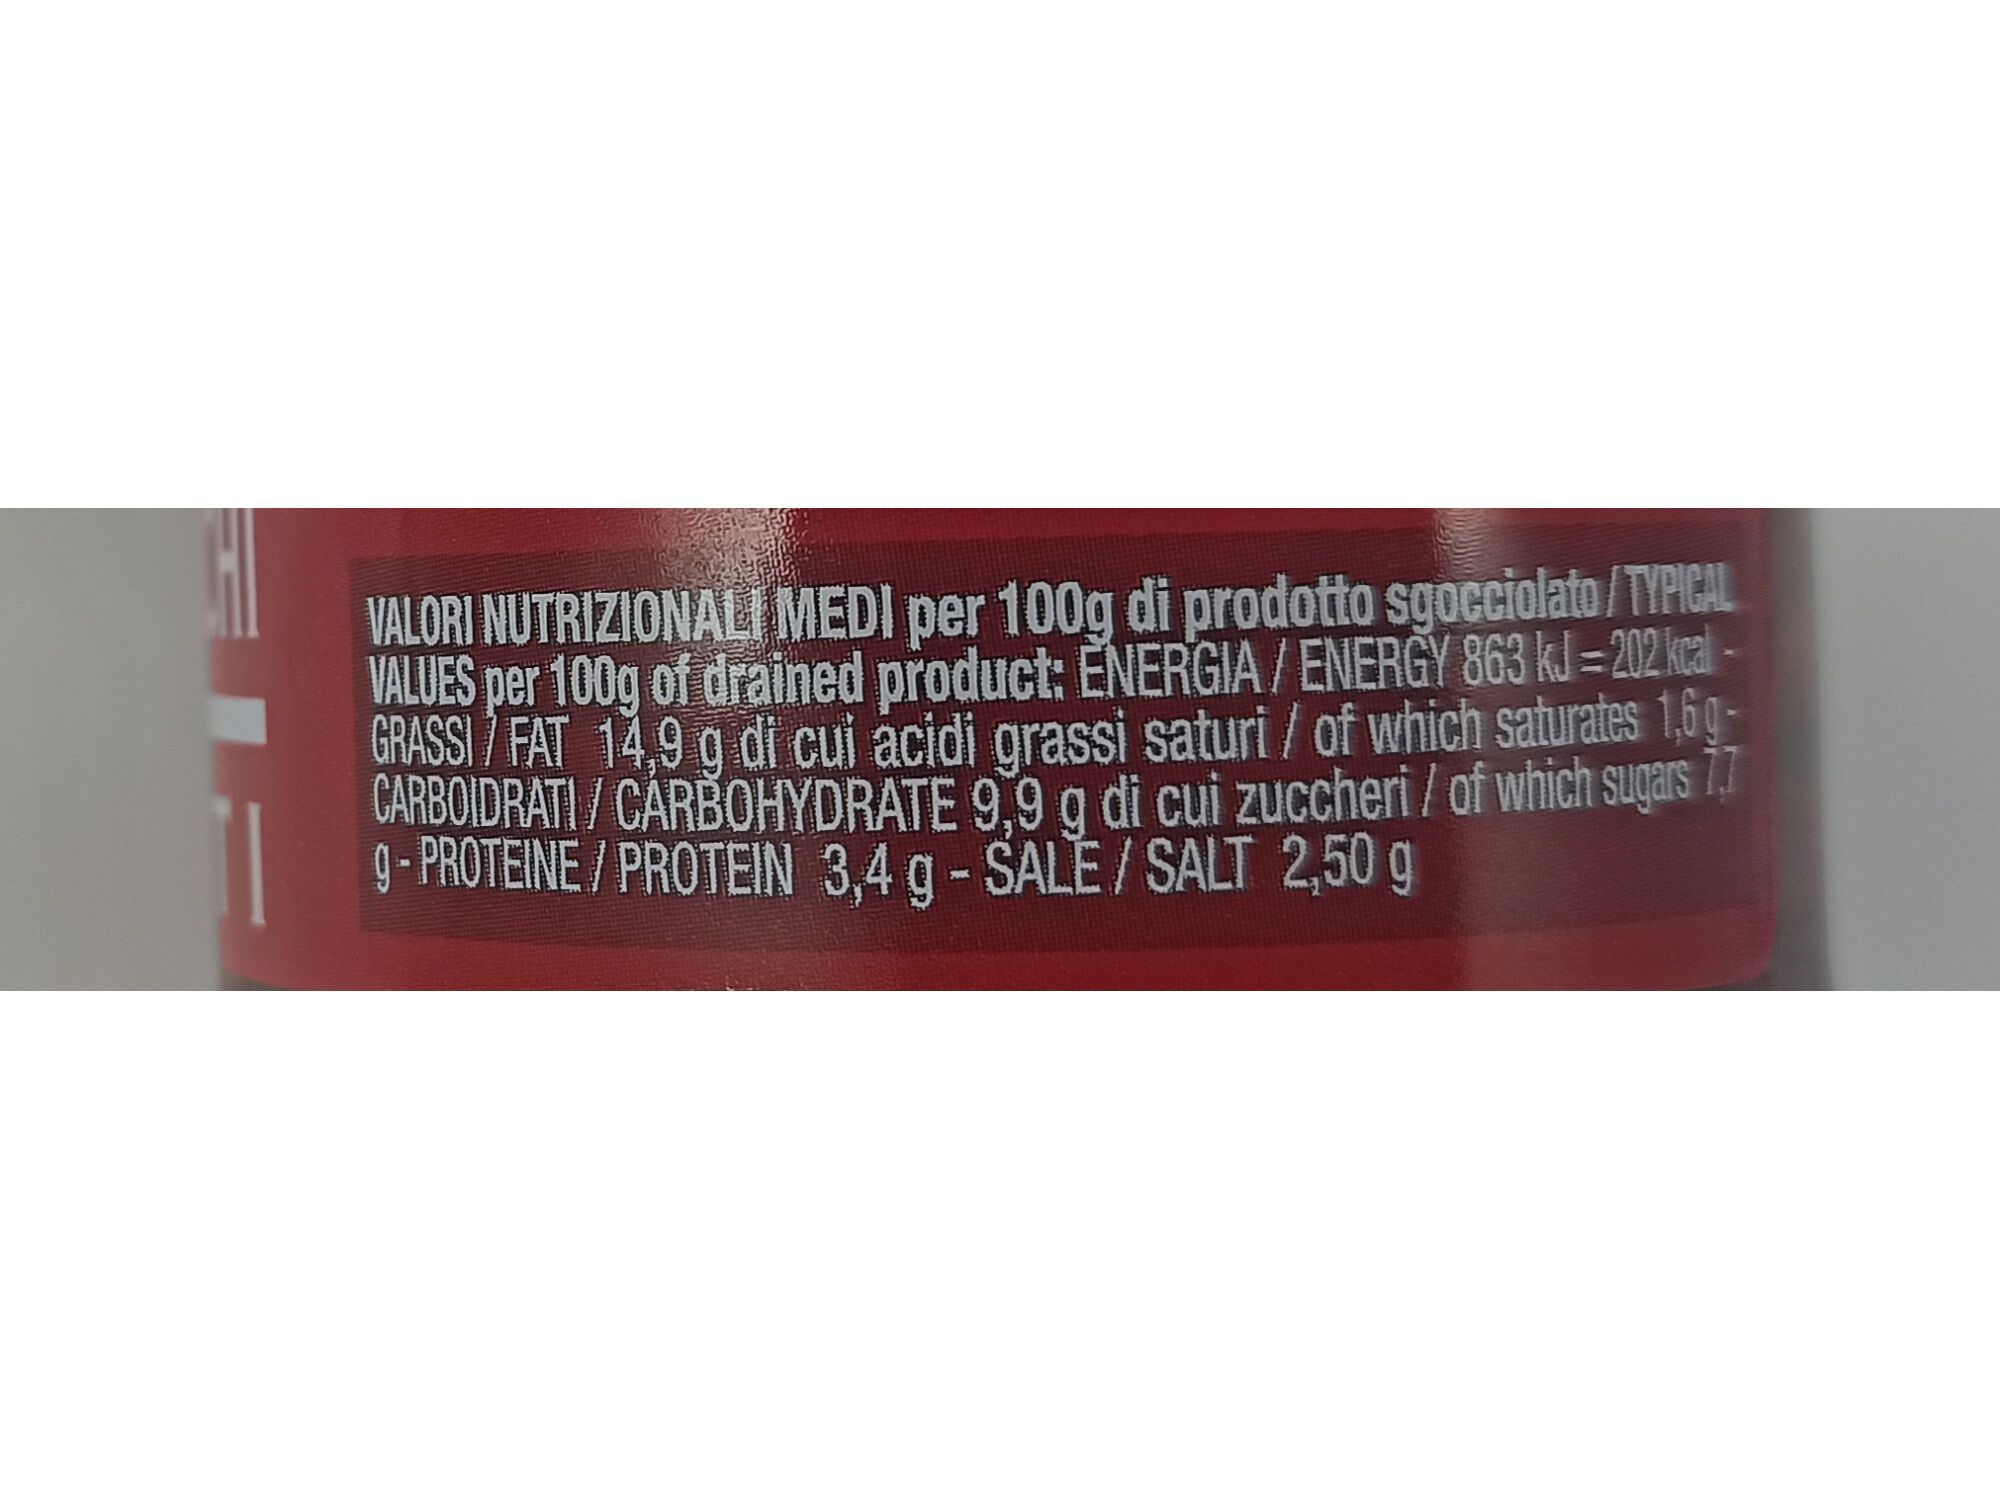 CHI
TI
VALORI NUTRIZIONALI MEDI per 100g di prodotto sgocciolato / TYPICAL
VALUES per 100g of drained product: ENERGIA / ENERGY 863 kJ = 202 kcal -
GRASSI / FAT 14,9 g di cui acidi grassi saturi / of which saturates 1,6 g -
CARBOIDRATI / CARBOHYDRATE 9,9 g di cui zuccheri / of which sugars 7,7
g - PROTEINE / PROTEIN 3,4 g - SALE / SALT 2,50 g